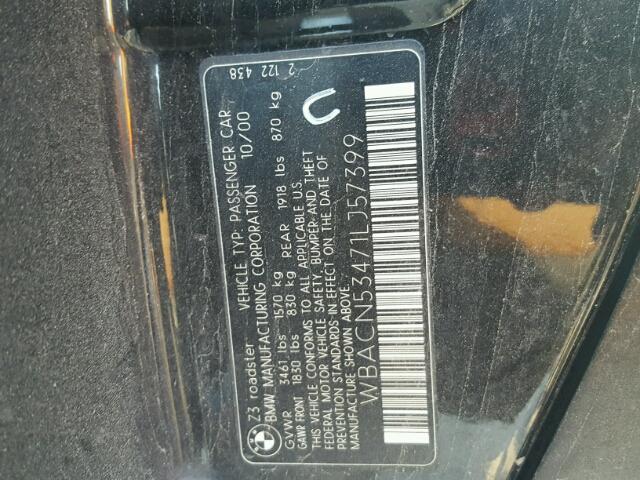 2 122 438
Z3 roadster VEHICLE TYP: PASSENGER CAR
BMW MANUFACTURING CORPORATION 10/00
GVWR 3461 lbs 1570 kg
GAWR FRONT 1830 lbs 830 kg REAR 1918 lbs 870 kg
THIS VEHICLE CONFORMS TO ALL APPLICABLE U.S.
FEDERAL MOTOR VEHICLE SAFETY, BUMPER-AND THEFT
PREVENTION STANDARDS IN EFFECT ON THE DATE OF
MANUFACTURE SHOWN ABOVE.
U
WBACN53471LJ57399